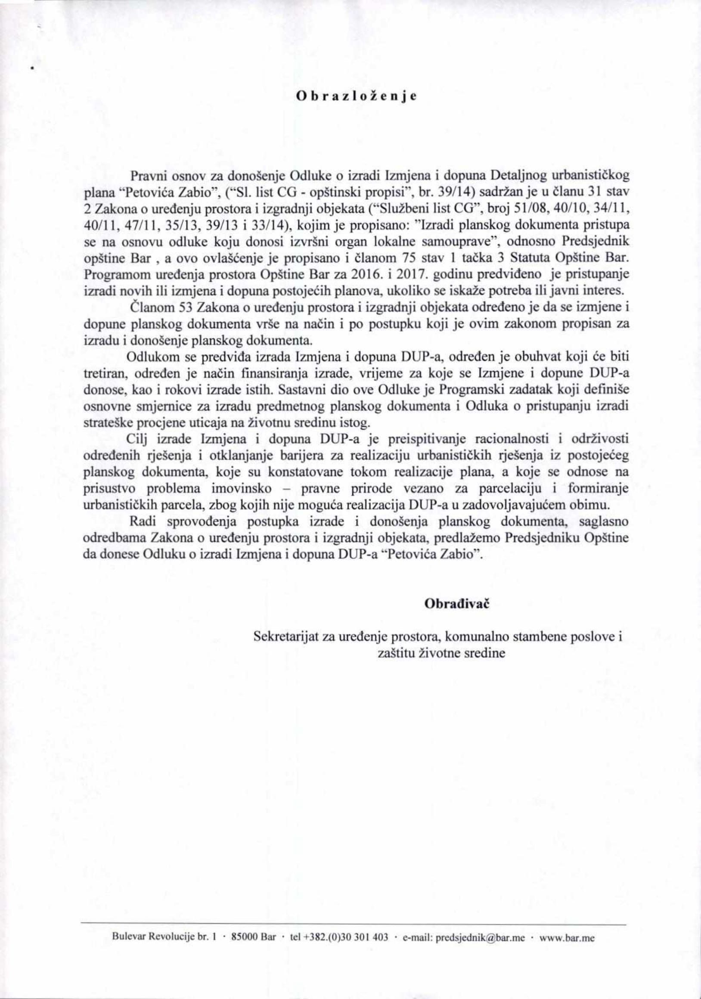 Obrazloženje
Pravni osnov za donošenje Odluke o izradi Izmjena i dopuna Detaljnog urbanističkog
plana “Petovića Zabio”, (“Sl. list CG - opštinski propisi”, br. 39/14) sadržan je u članu 31 stav
2 Zakona o uređenju prostora i izgradnji objekata (“Službeni list CG”, broj 51/08, 40/10, 34/11,
40/11, 47/11, 35/13, 39/13 i 33/14), kojim je propisano: ”Izradi planskog dokumenta pristupa
se na osnovu odluke koju donosi izvršni organ lokalne samouprave”, odnosno Predsjednik
opštine Bar , a ovo ovlašćenje je propisano i članom 75 stav 1 tačka 3 Statuta Opštine Bar.
Programom uređenja prostora Opštine Bar za 2016. i 2017. godinu predviđeno je pristupanje
izradi novih ili izmjena i dopuna postojećih planova, ukoliko se iskaže potreba ili javni interes.
Članom 53 Zakona o uređenju prostora i izgradnji objekata određeno je da se izmjene i
dopune planskog dokumenta vrše na način i po postupku koji je ovim zakonom propisan za
izradu i donošenje planskog dokumenta.
Odlukom se predviđa izrada Izmjena i dopuna DUP-a, određen je obuhvat koji će biti
tretiran, određen je način finansiranja izrade, vrijeme za koje se Izmjene i dopune DUP-a
donose, kao i rokovi izrade istih. Sastavni dio ove Odluke je Programski zadatak koji definiše
osnovne smjernice za izradu predmetnog planskog dokumenta i Odluka o pristupanju izradi
strateške procjene uticaja na životnu sredinu istog.
Cilj izrade Izmjena i dopuna DUP-a je preispitivanje racionalnosti i održivosti
određenih rješenja i otklanjanje barijera za realizaciju urbanističkih rješenja iz postojećeg
planskog dokumenta, koje su konstatovane tokom realizacije plana, a koje se odnose na
prisustvo problema imovinsko – pravne prirode vezano za parcelaciju i formiranje
urbanističkih parcela, zbog kojih nije moguća realizacija DUP-a u zadovoljavajućem obimu.
Radi sprovođenja postupka izrade i donošenja planskog dokumenta, saglasno
odredbama Zakona o uređenju prostora i izgradnji objekata, predlažemo Predsjedniku Opštine
da donese Odluku o izradi Izmjena i dopuna DUP-a “Petovića Zabio”.
Obrađivač
Sekretarijat za uređenje prostora, komunalno stambene poslove i
zaštitu životne sredine
Bulevar Revolucije br. 1 · 85000 Bar · tel +382.(0)30 301 403 · e-mail: predsjednik@bar.me · www.bar.me